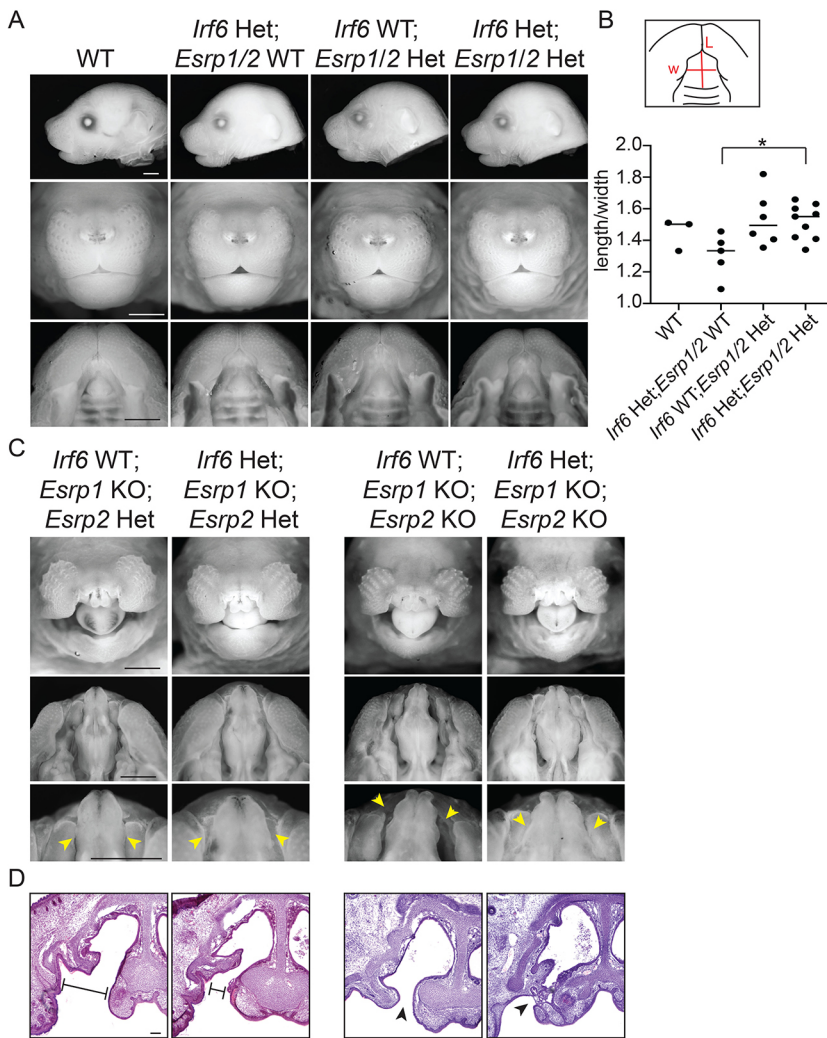 A
WT
Irf6 Het;
Esrp1/2 WT
Irf6 WT;
Esrp1/2 Het
Irf6 Het;
Esrp1/2 Het
B
L
w
*
length/width
2.0
1.8
1.6
1.4
1.2
1.0
WT
Irf6 Het;Esrp1/2 WT
Irf6 WT;Esrp1/2 Het
Irf6 Het;Esrp1/2 Het
C
Irf6 WT;
Esrp1 KO;
Esrp2 Het
Irf6 Het;
Esrp1 KO;
Esrp2 Het
Irf6 WT;
Esrp1 KO;
Esrp2 KO
Irf6 Het;
Esrp1 KO;
Esrp2 KO
D